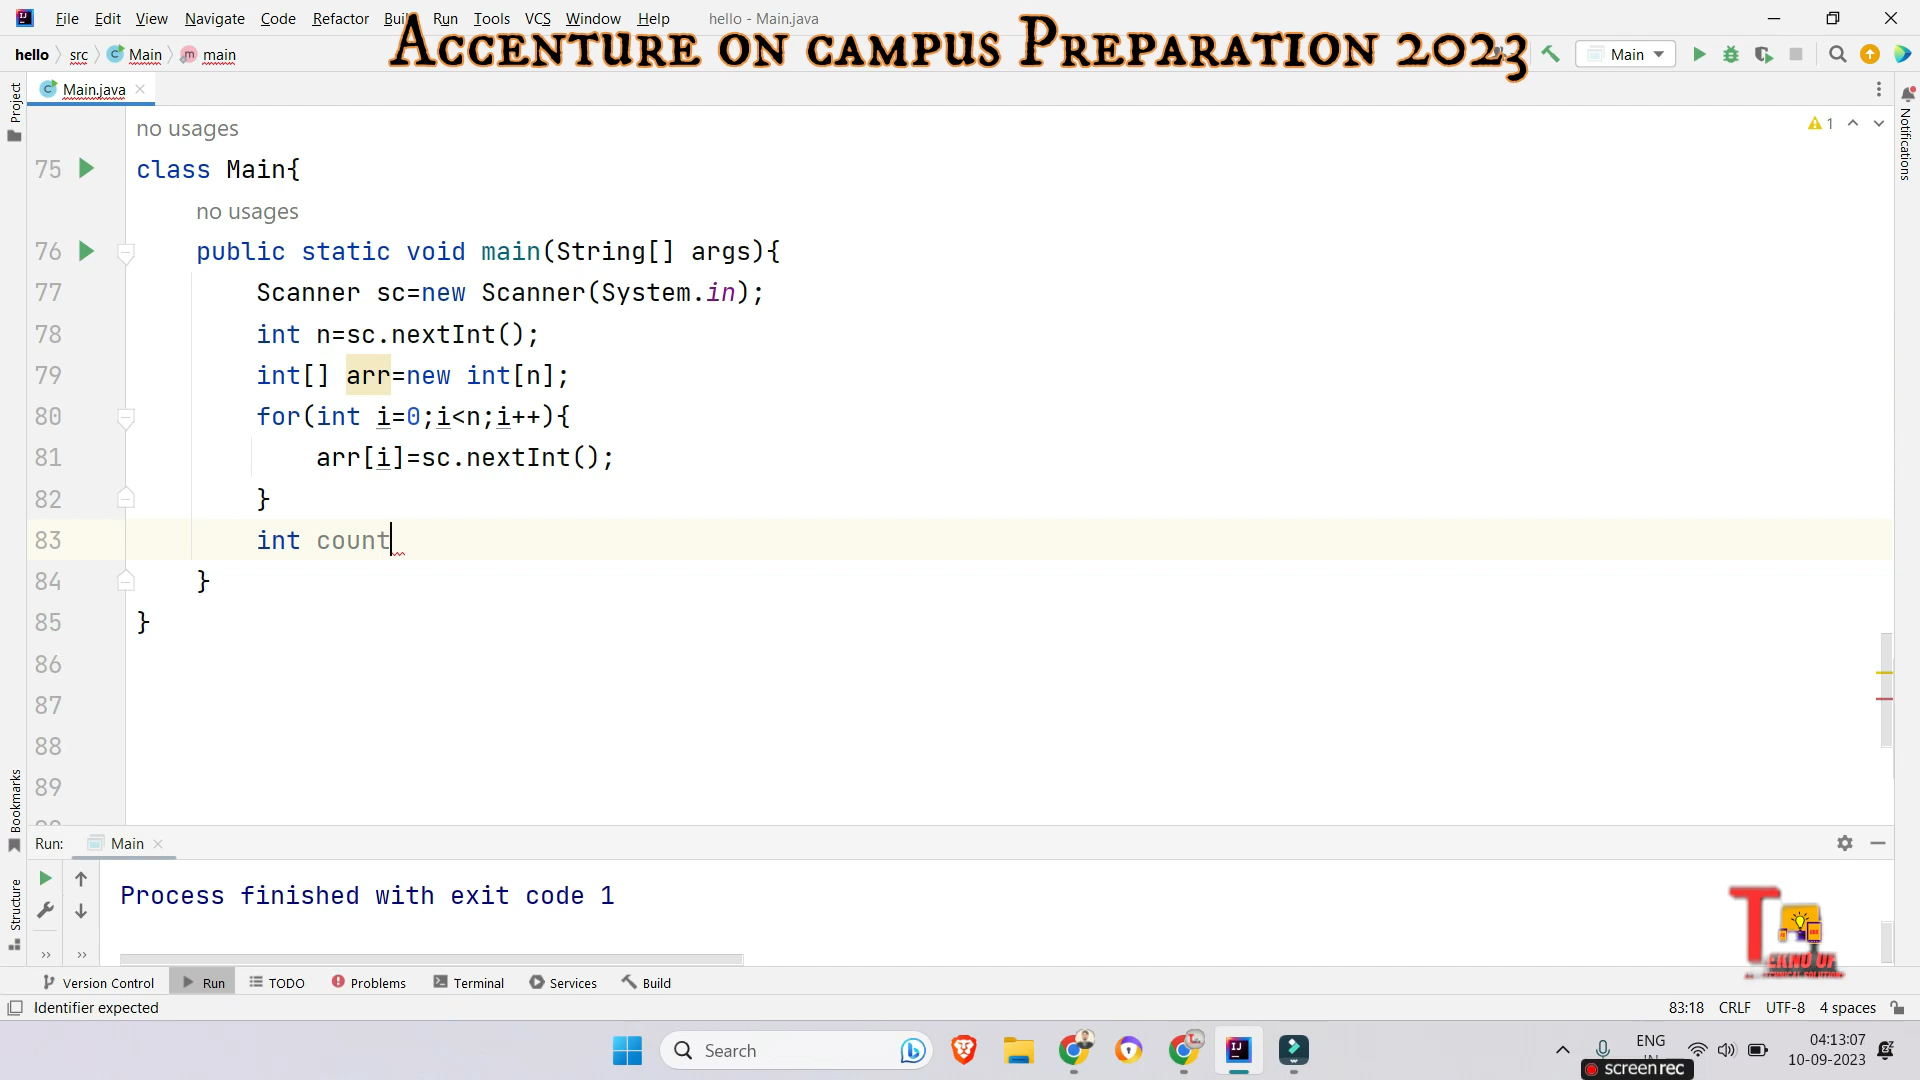 File Edit View Navigate Code Refactor Run Tools VCS Window Help hello - Main.java
Accenture on campus Preparation 2023
hello src Main main Main
Main.java
Project
Notifications
no usages
1
75 class Main{
no usages
76 public static void main(String[] args){
77 Scanner sc=new Scanner(System.in);
78 int n=sc.nextInt();
79 int[] arr=new int[n];
80 for(int i=0;i<n;i++){
81 arr[i]=sc.nextInt();
82 }
83 int count
84 }
85 }
86
87
88
89
Bookmarks
Structure
Run: Main
Process finished with exit code 1
Version Control Run TODO Problems Terminal Services Build
Identifier expected 83:18 CRLF UTF-8 4 spaces
Search ENG 04:13:07
10-09-2023
screenrec